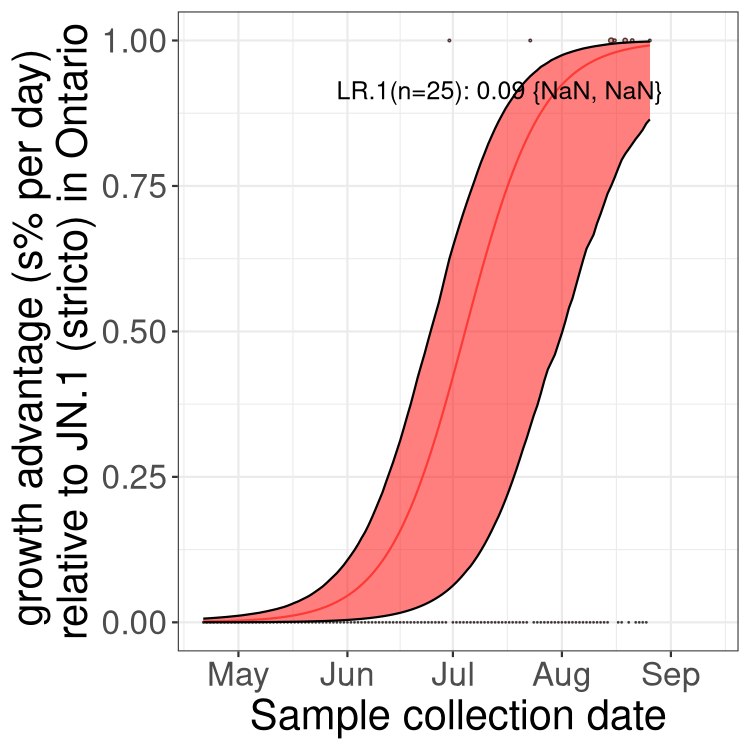 growth advantage (s% per day)
relative to JN.1 (stricto) in Ontario
1.00
0.75
0.50
0.25
0.00
LR.1(n=25): 0.09 {NaN, NaN}
May Jun Jul Aug Sep
Sample collection date